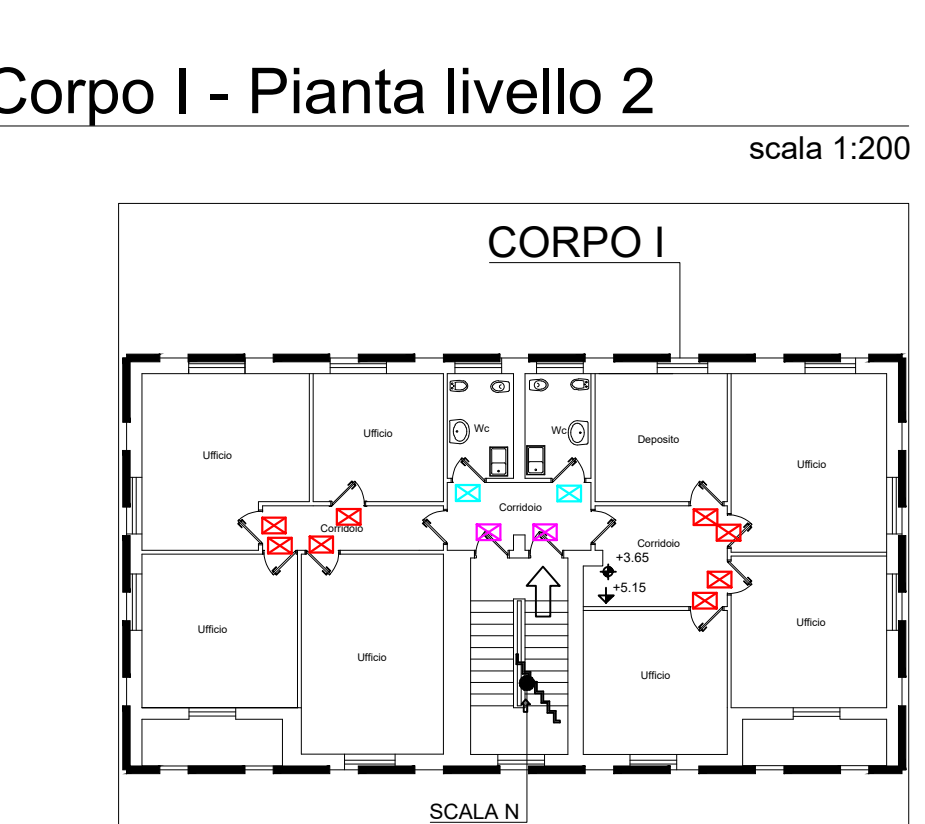 Corpo I - Pianta livello 2
scala 1:200
CORPO I
Ufficio
Ufficio
Wc
Wc
Deposito
Ufficio
Corridoio
Corridoio
Corridoio
+3.65
+5.15
Ufficio
Ufficio
Ufficio
Ufficio
SCALA N